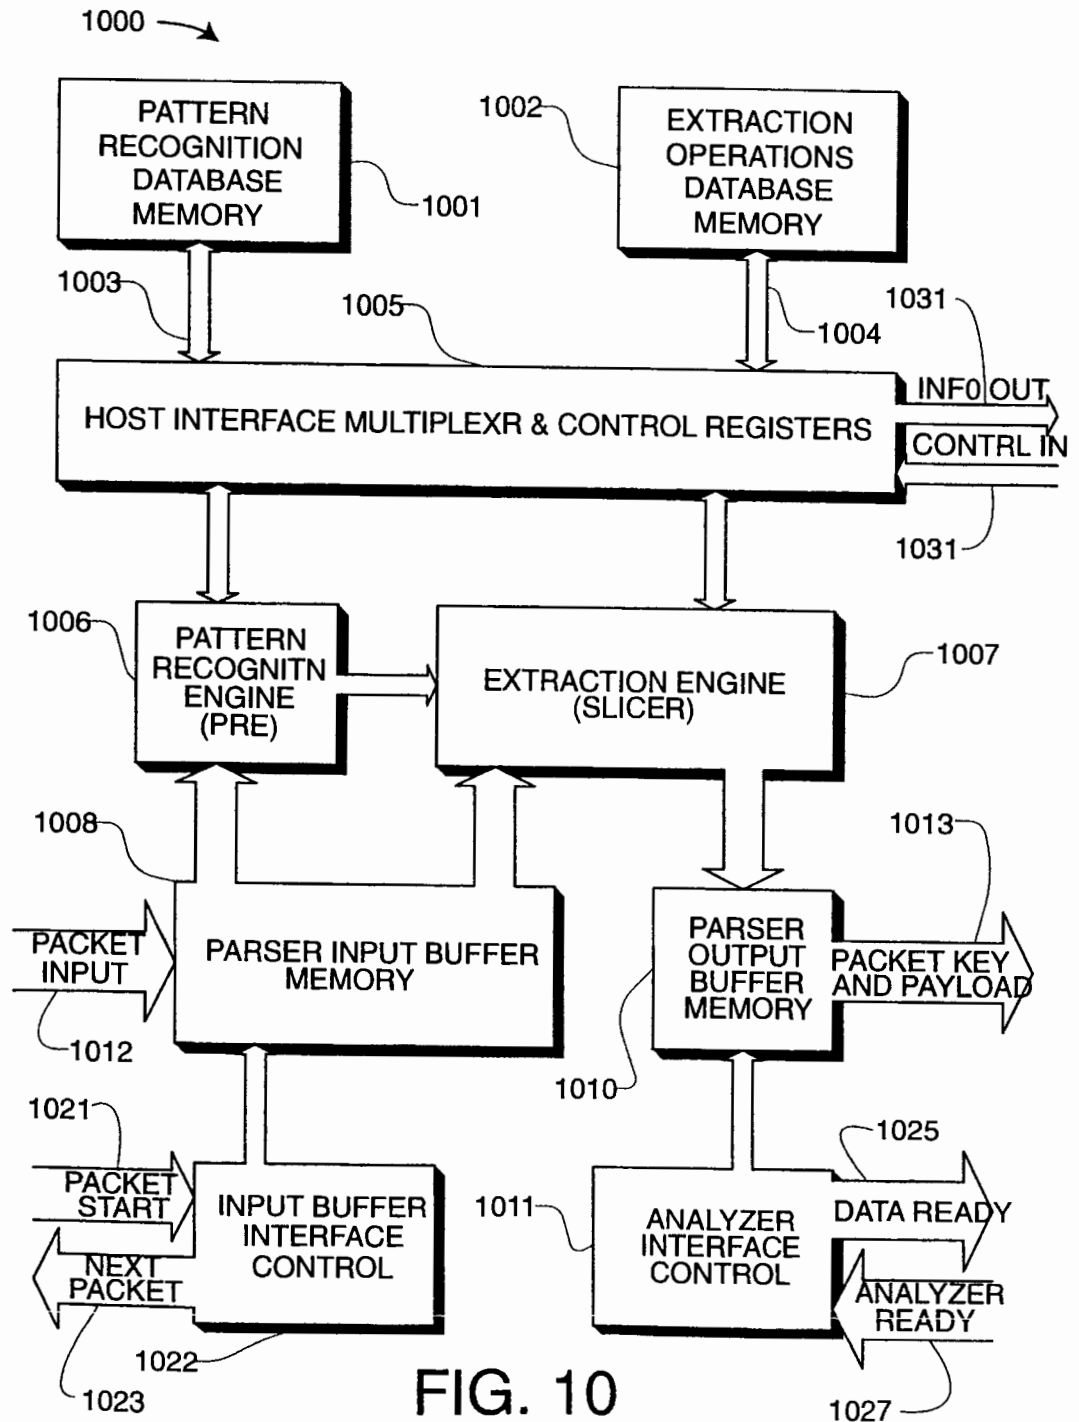 1000
PATTERN
RECOGNITION
DATABASE
MEMORY
1001
1002
EXTRACTION
OPERATIONS
DATABASE
MEMORY
1003
1005
1004
1031
HOST INTERFACE MULTIPLEXR & CONTROL REGISTERS
INF0 OUT
CONTRL IN
1031
1006
PATTERN
RECOGNITN
ENGINE
(PRE)
EXTRACTION ENGINE
(SLICER)
1007
1008
1013
PACKET
INPUT
PARSER INPUT BUFFER
MEMORY
PARSER
OUTPUT
BUFFER
MEMORY
PACKET KEY
AND PAYLOAD
1012
1010
1021
1025
PACKET
START
INPUT BUFFER
INTERFACE
CONTROL
NEXT
PACKET
1011
ANALYZER
INTERFACE
CONTROL
DATA READY
ANALYZER
READY
1022
1023
1027
FIG. 10